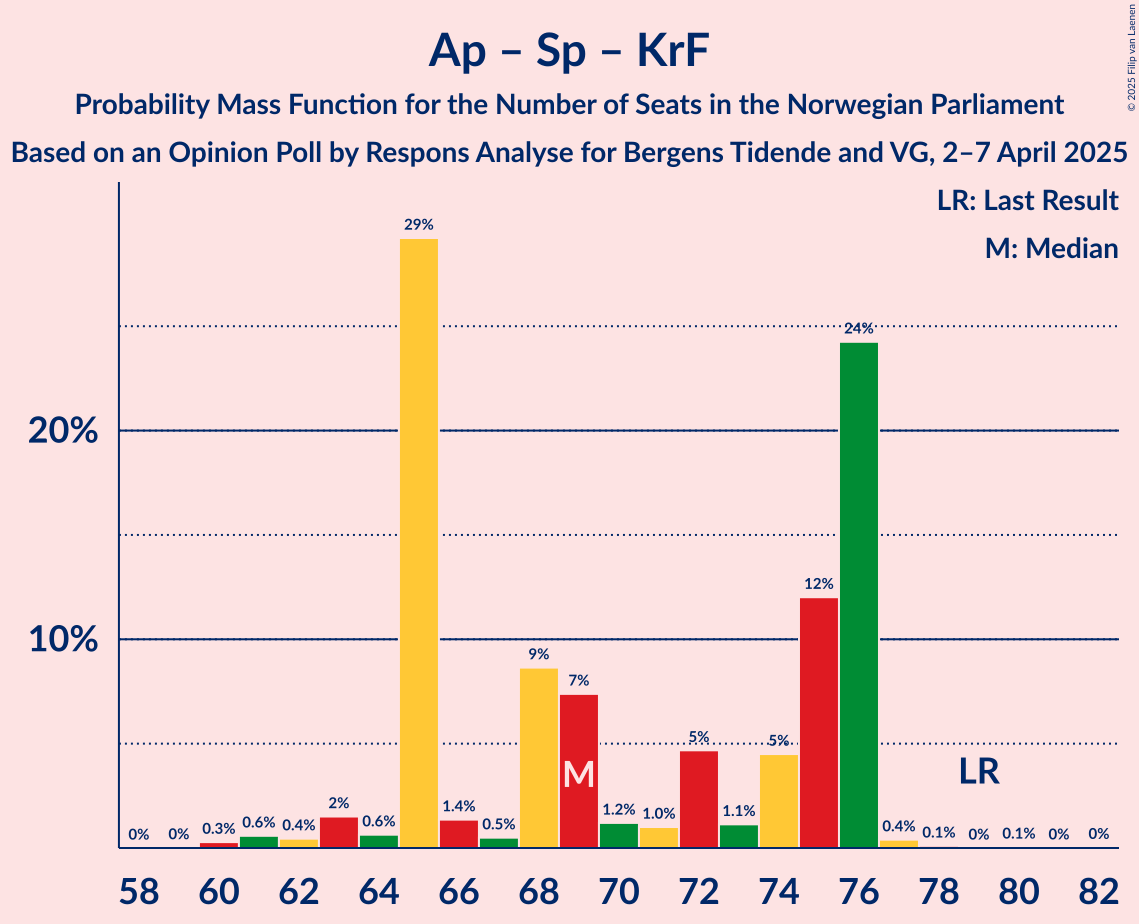 Ap – Sp – KrF
Probability Mass Function for the Number of Seats in the Norwegian Parliament
Based on an Opinion Poll by Respons Analyse for Bergens Tidende and VG, 2–7 April 2025
© 2025 Filip van Laenen
LR: Last Result
M: Median
20%
10%
0% 0% 0.3% 0.6% 0.4% 2% 0.6% 29% 1.4% 0.5% 9% 7% 1.2% 1.0% 5% 1.1% 5% 12% 24% 0.4% 0.1% 0% 0.1% 0% 0%
M
LR
58 60 62 64 66 68 70 72 74 76 78 80 82